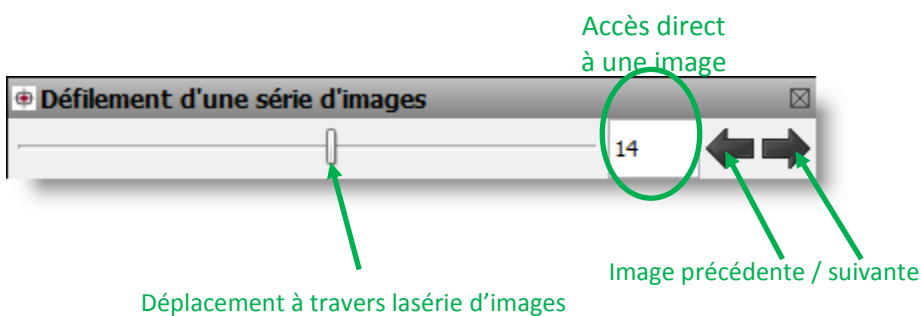 Accès direct
à une image
Défilement d'une série d'images
14
Image précédente / suivante
Déplacement à travers lasérie d’images